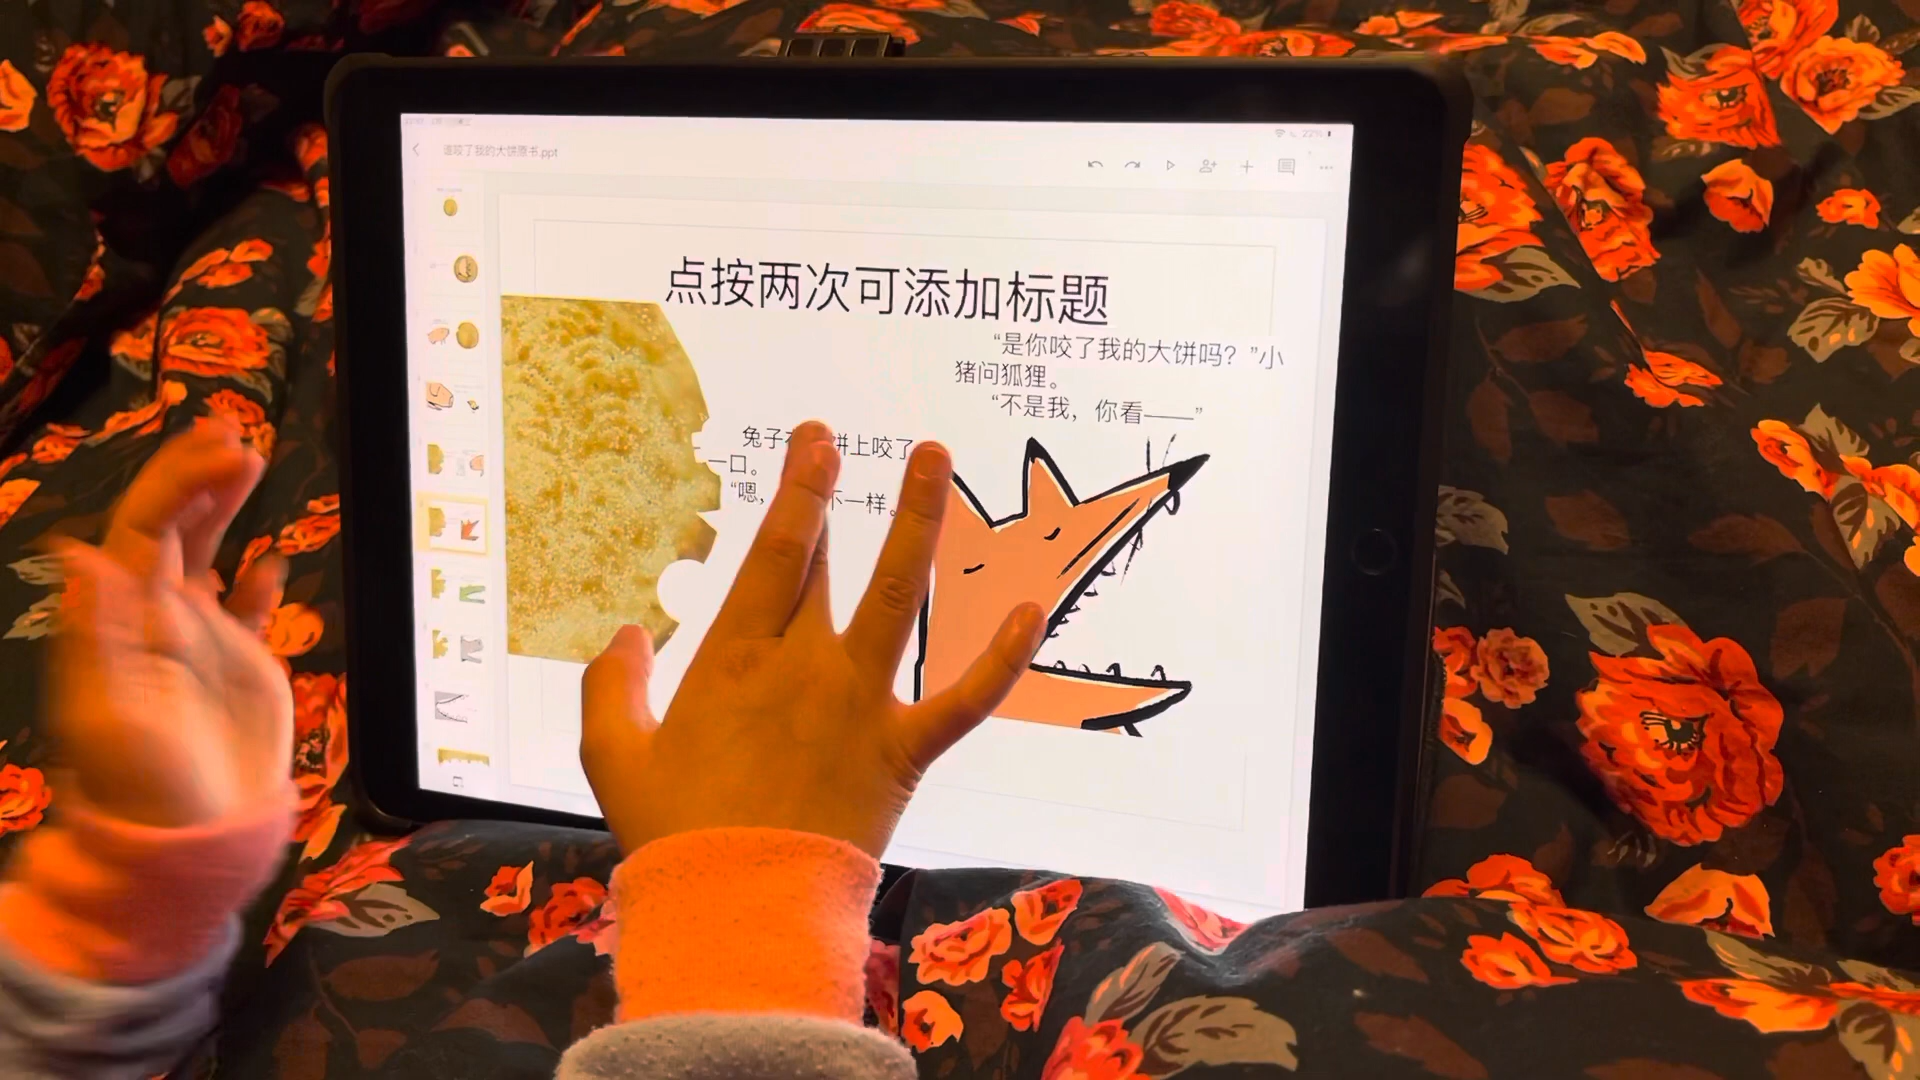 谁咬了我的大饼原书.ppt
22%
点按两次可添加标题
“是你咬了我的大饼吗？”小
猪问狐狸。
“不是我，你看——”
兔子 饼上咬了
一口。
“嗯， 不一样。